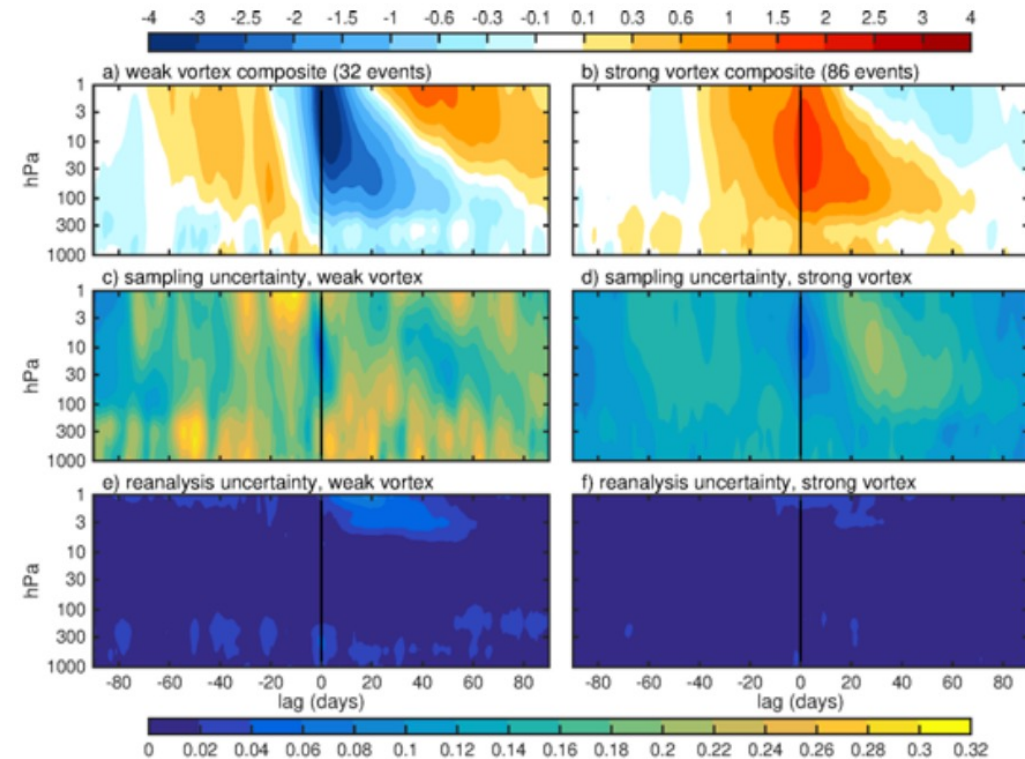 -4 -3 -2.5 -2 -1.5 -1 -0.6 -0.3 -0.1 0.1 0.3 0.6 1 1.5 2 2.5 3 4
a) weak vortex composite (32 events)
b) strong vortex composite (86 events)
1
3
10
30
100
300
1000
hPa
c) sampling uncertainty, weak vortex
d) sampling uncertainty, strong vortex
1
3
10
30
100
300
1000
hPa
e) reanalysis uncertainty, weak vortex
f) reanalysis uncertainty, strong vortex
1
3
10
30
100
300
1000
hPa
-80 -60 -40 -20 0 20 40 60 80
-80 -60 -40 -20 0 20 40 60 80
lag (days)
lag (days)
0 0.02 0.04 0.06 0.08 0.1 0.12 0.14 0.16 0.18 0.2 0.22 0.24 0.26 0.28 0.3 0.32